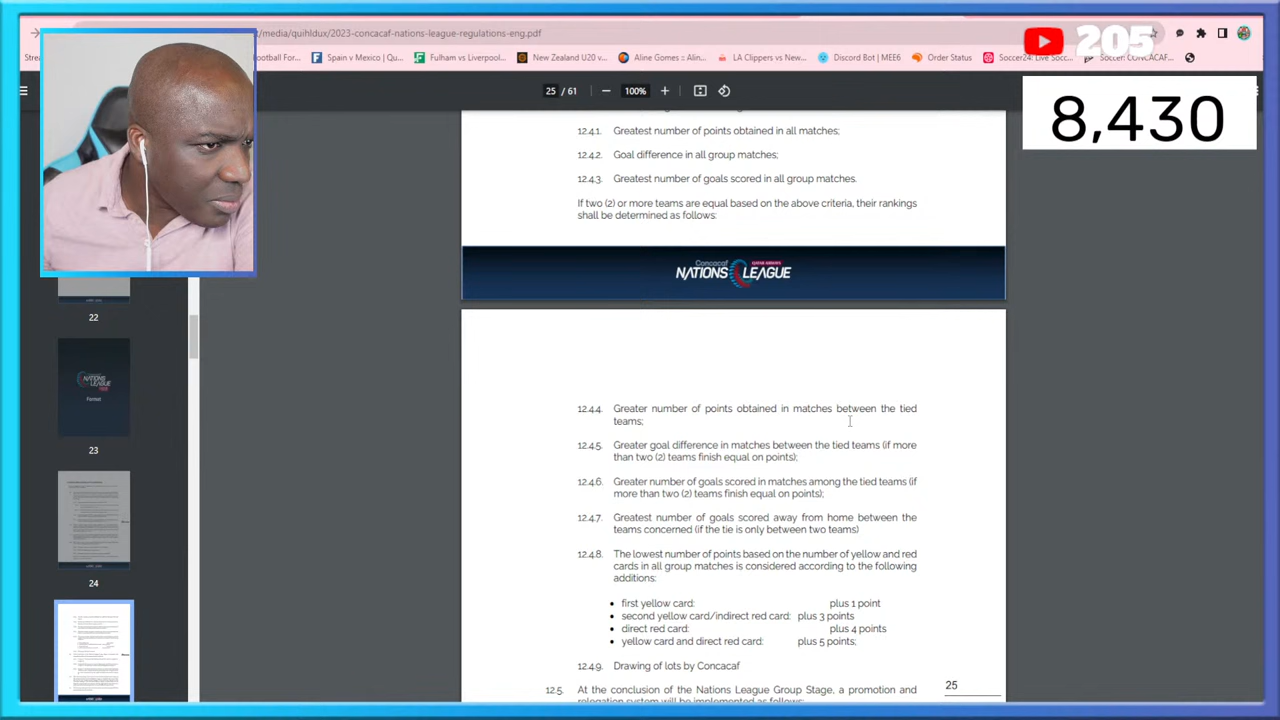 /media/quihldux/2023-concacaf-nations-league-regulations-eng.pdf
205
Strea
ootball For...
Spain v Mexico | Qu...
Fulham vs Liverpool...
New Zealand U20 v...
Aline Gomes :: Alin...
LA Clippers vs New...
Discord Bot | MEE6
Order Status
Soccer24: Live Socc...
Soccer: CONCACAF...
8,430
25 / 61
100%
12.4.1. Greatest number of points obtained in all matches;
12.4.2. Goal difference in all group matches;
12.4.3. Greatest number of goals scored in all group matches.
If two (2) or more teams are equal based on the above criteria, their rankings
shall be determined as follows:
Concacaf
NATIONS LEAGUE
22
NATIONS
LEAGUE
Format
23
24
12.4.4. Greater number of points obtained in matches between the tied
teams;
12.4.5. Greater goal difference in matches between the tied teams (if more
than two (2) teams finish equal on points);
12.4.6. Greater number of goals scored in matches among the tied teams (if
more than two (2) teams finish equal on points);
12.4.7. Greatest number of goals scored away from home between the
teams concerned (if the tie is only between two teams)
12.4.8. The lowest number of points based on the number of yellow and red
cards in all group matches is considered according to the following
additions:
• first yellow card: plus 1 point
• second yellow card/indirect red card: plus 3 points
• direct red card: plus 4 points
• yellow card and direct red card: plus 5 points;
12.4.9. Drawing of lots by Concacaf
25
12.5. At the conclusion of the Nations League Group Stage, a promotion and
relegation system will be implemented as follows: